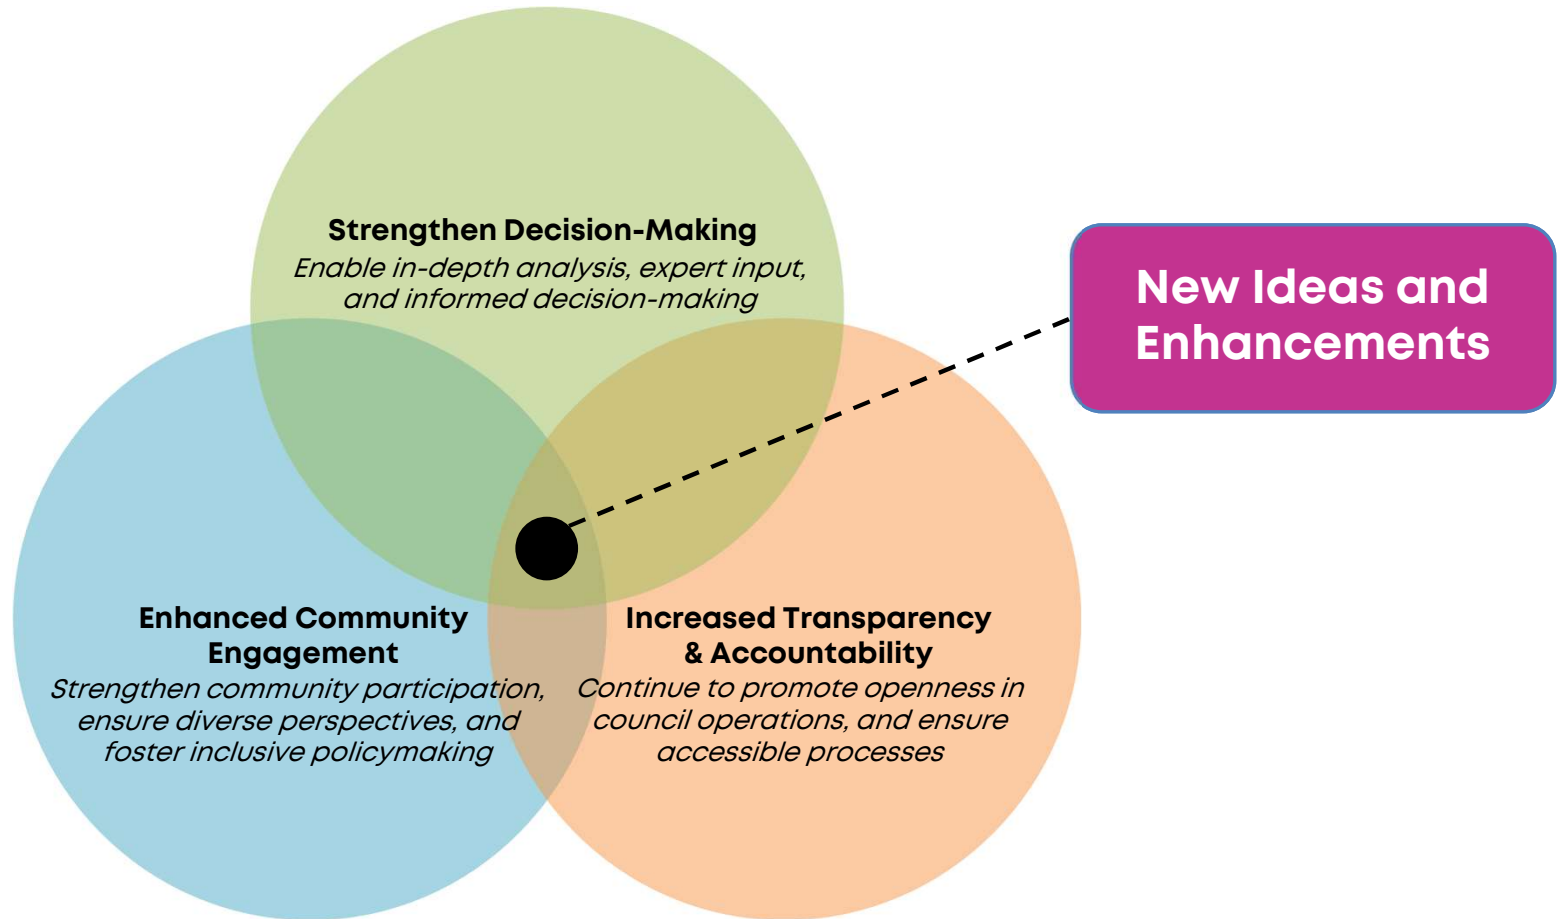 Strengthen Decision-Making
Enable in-depth analysis, expert input,
and informed decision-making
New Ideas and
Enhancements
Enhanced Community
Engagement
Strengthen community participation,
ensure diverse perspectives, and
foster inclusive policymaking
Increased Transparency
& Accountability
Continue to promote openness in
council operations, and ensure
accessible processes